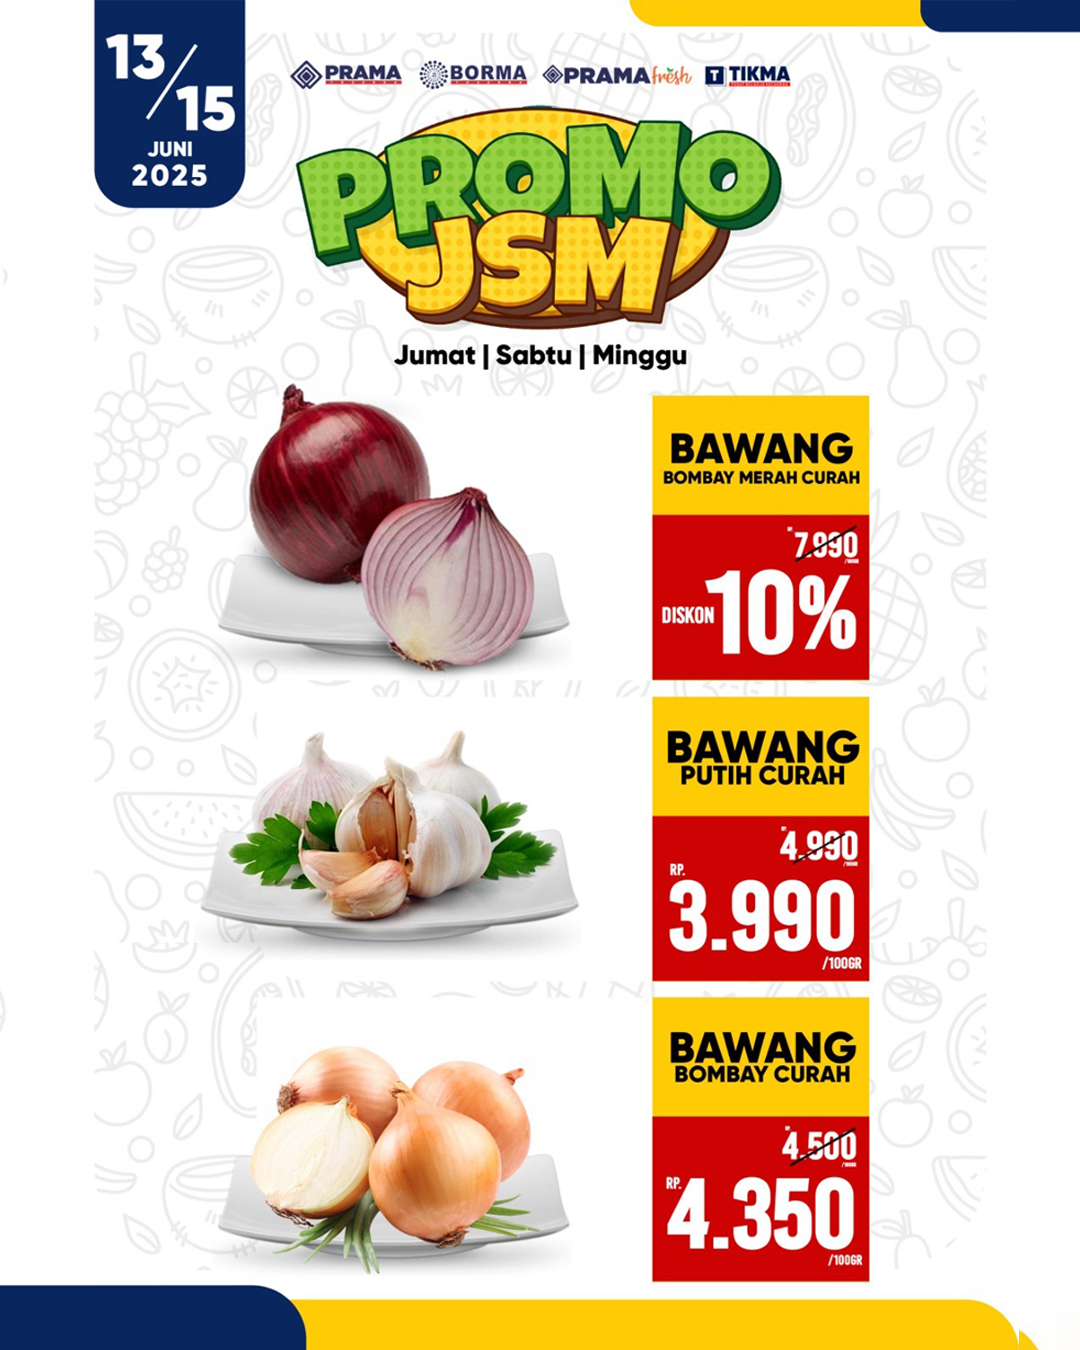 13/15
JUNI
2025
PRAMA BORMA PRAMA fresh TIKMA
PROMO
JSM
Jumat | Sabtu | Minggu
BAWANG
BOMBAY MERAH CURAH
7.990
DISKON 10%
BAWANG
PUTIH CURAH
4.990
RP.
3.990
/100GR
BAWANG
BOMBAY CURAH
4.500
RP.
4.350
/100GR